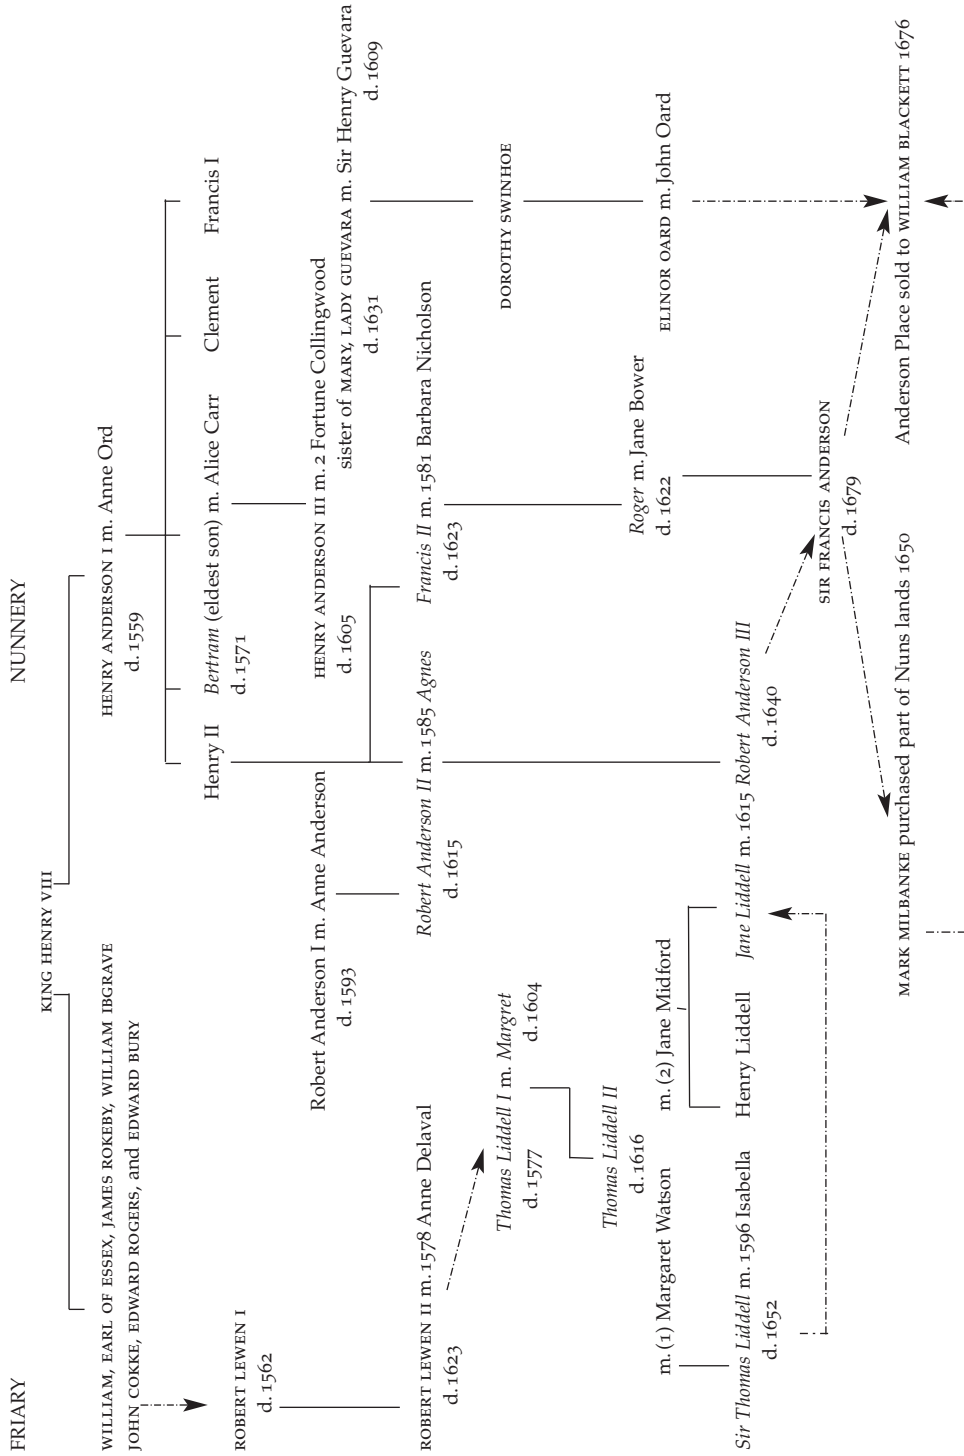 FRIARY
NUNNERY
KING HENRY VIII
WILLIAM, EARL OF ESSEX, JAMES ROKEBY, WILLIAM IBGRAVE
JOHN COKKE, EDWARD ROGERS, and EDWARD BURY
HENRY ANDERSON I m. Anne Ord
d. 1559
Henry II
Bertram (eldest son) m. Alice Carr
d. 1571
Clement
Francis I
ROBERT LEWEN I
d. 1562
Robert Anderson I m. Anne Anderson
d. 1593
HENRY ANDERSON III m. 2 Fortune Collingwood
d. 1605
sister of MARY, LADY GUEVARA m. Sir Henry Guevara
d. 1631
d. 1609
ROBERT LEWEN II m. 1578 Anne Delaval
d. 1623
Robert Anderson II m. 1585 Agnes
d. 1615
Francis II m. 1581 Barbara Nicholson
d. 1623
Thomas Liddell I m. Margret
d. 1577
d. 1604
DOROTHY SWINHOE
Thomas Liddell II
d. 1616
Roger m. Jane Bower
d. 1622
ELINOR OARD m. John Oard
m. (1) Margaret Watson
m. (2) Jane Midford
Sir Thomas Liddell m. 1596 Isabella
d. 1652
Henry Liddell
Jane Liddell m. 1615 Robert Anderson III
d. 1640
SIR FRANCIS ANDERSON
d. 1679
MARK MILBANKE purchased part of Nuns lands 1650
Anderson Place sold to WILLIAM BLACKETT 1676